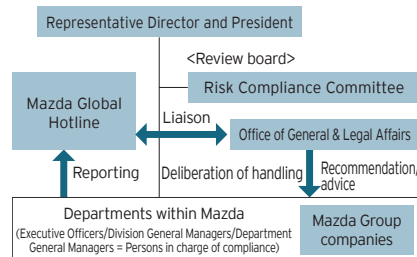 Representative Director and President
<Review board>
Risk Compliance Committee
Mazda Global
Hotline
Liaison
Office of General & Legal Affairs
Reporting
Deliberation of handling
Recommendation/
advice
Departments within Mazda
(Executive Officers/Division General Managers/Department
General Managers = Persons in charge of compliance)
Mazda Group
companies